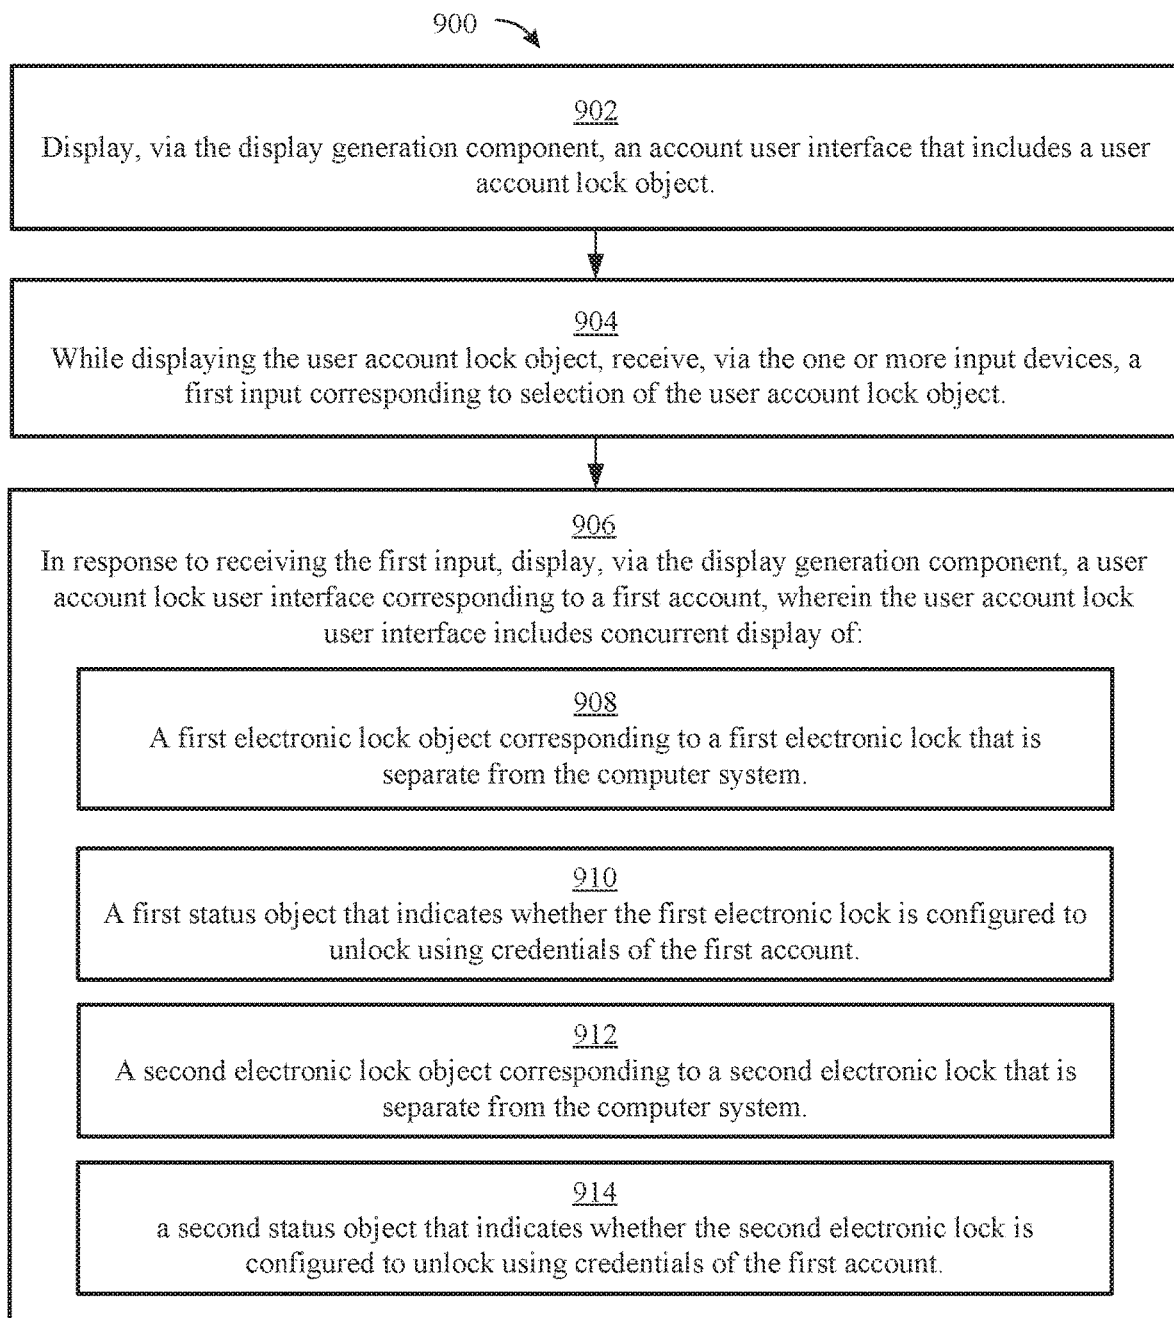 900
902
Display, via the display generation component, an account user interface that includes a user
account lock object.
904
While displaying the user account lock object, receive, via the one or more input devices, a
first input corresponding to selection of the user account lock object.
906
In response to receiving the first input, display, via the display generation component, a user
account lock user interface corresponding to a first account, wherein the user account lock
user interface includes concurrent display of:
908
A first electronic lock object corresponding to a first electronic lock that is
separate from the computer system.
910
A first status object that indicates whether the first electronic lock is configured to
unlock using credentials of the first account.
912
A second electronic lock object corresponding to a second electronic lock that is
separate from the computer system.
914
a second status object that indicates whether the second electronic lock is
configured to unlock using credentials of the first account.